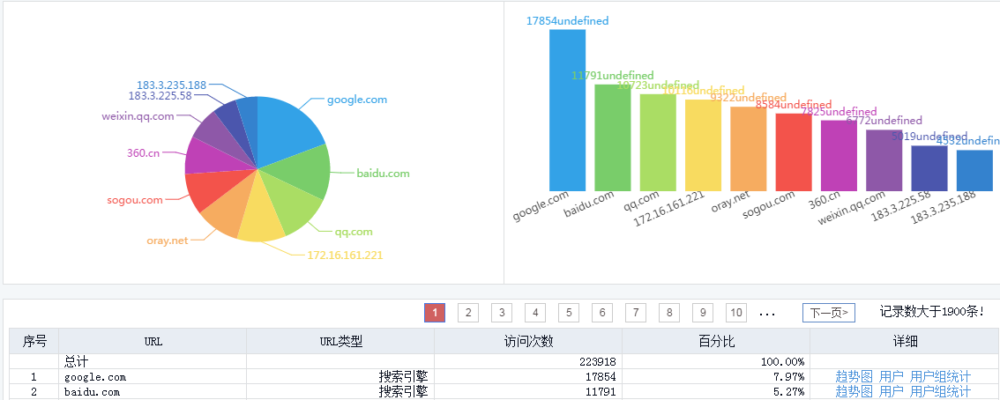 183.3.235.188
183.3.225.58
weixin.qq.com
360.cn
sogou.com
oray.net
google.com
baidu.com
qq.com
172.16.161.221
17854undefined
11791undefined
10723undefined
10116undefined
9322undefined
8584undefined
7825undefined
6772undefined
5019undefined
4532undefine
google.com
baidu.com
qq.com
172.16.161.221
oray.net
sogou.com
360.cn
weixin.qq.com
183.3.225.58
183.3.235.188
1 2 3 4 5 6 7 8 9 10 ... 下一页> 记录数大于1900条!
序号 URL URL类型 访问次数 百分比 详细
总计 223918 100.00%
1 google.com 搜索引擎 17854 7.97% 趋势图 用户 用户组统计
2 baidu.com 搜索引擎 11791 5.27% 趋势图 用户 用户组统计